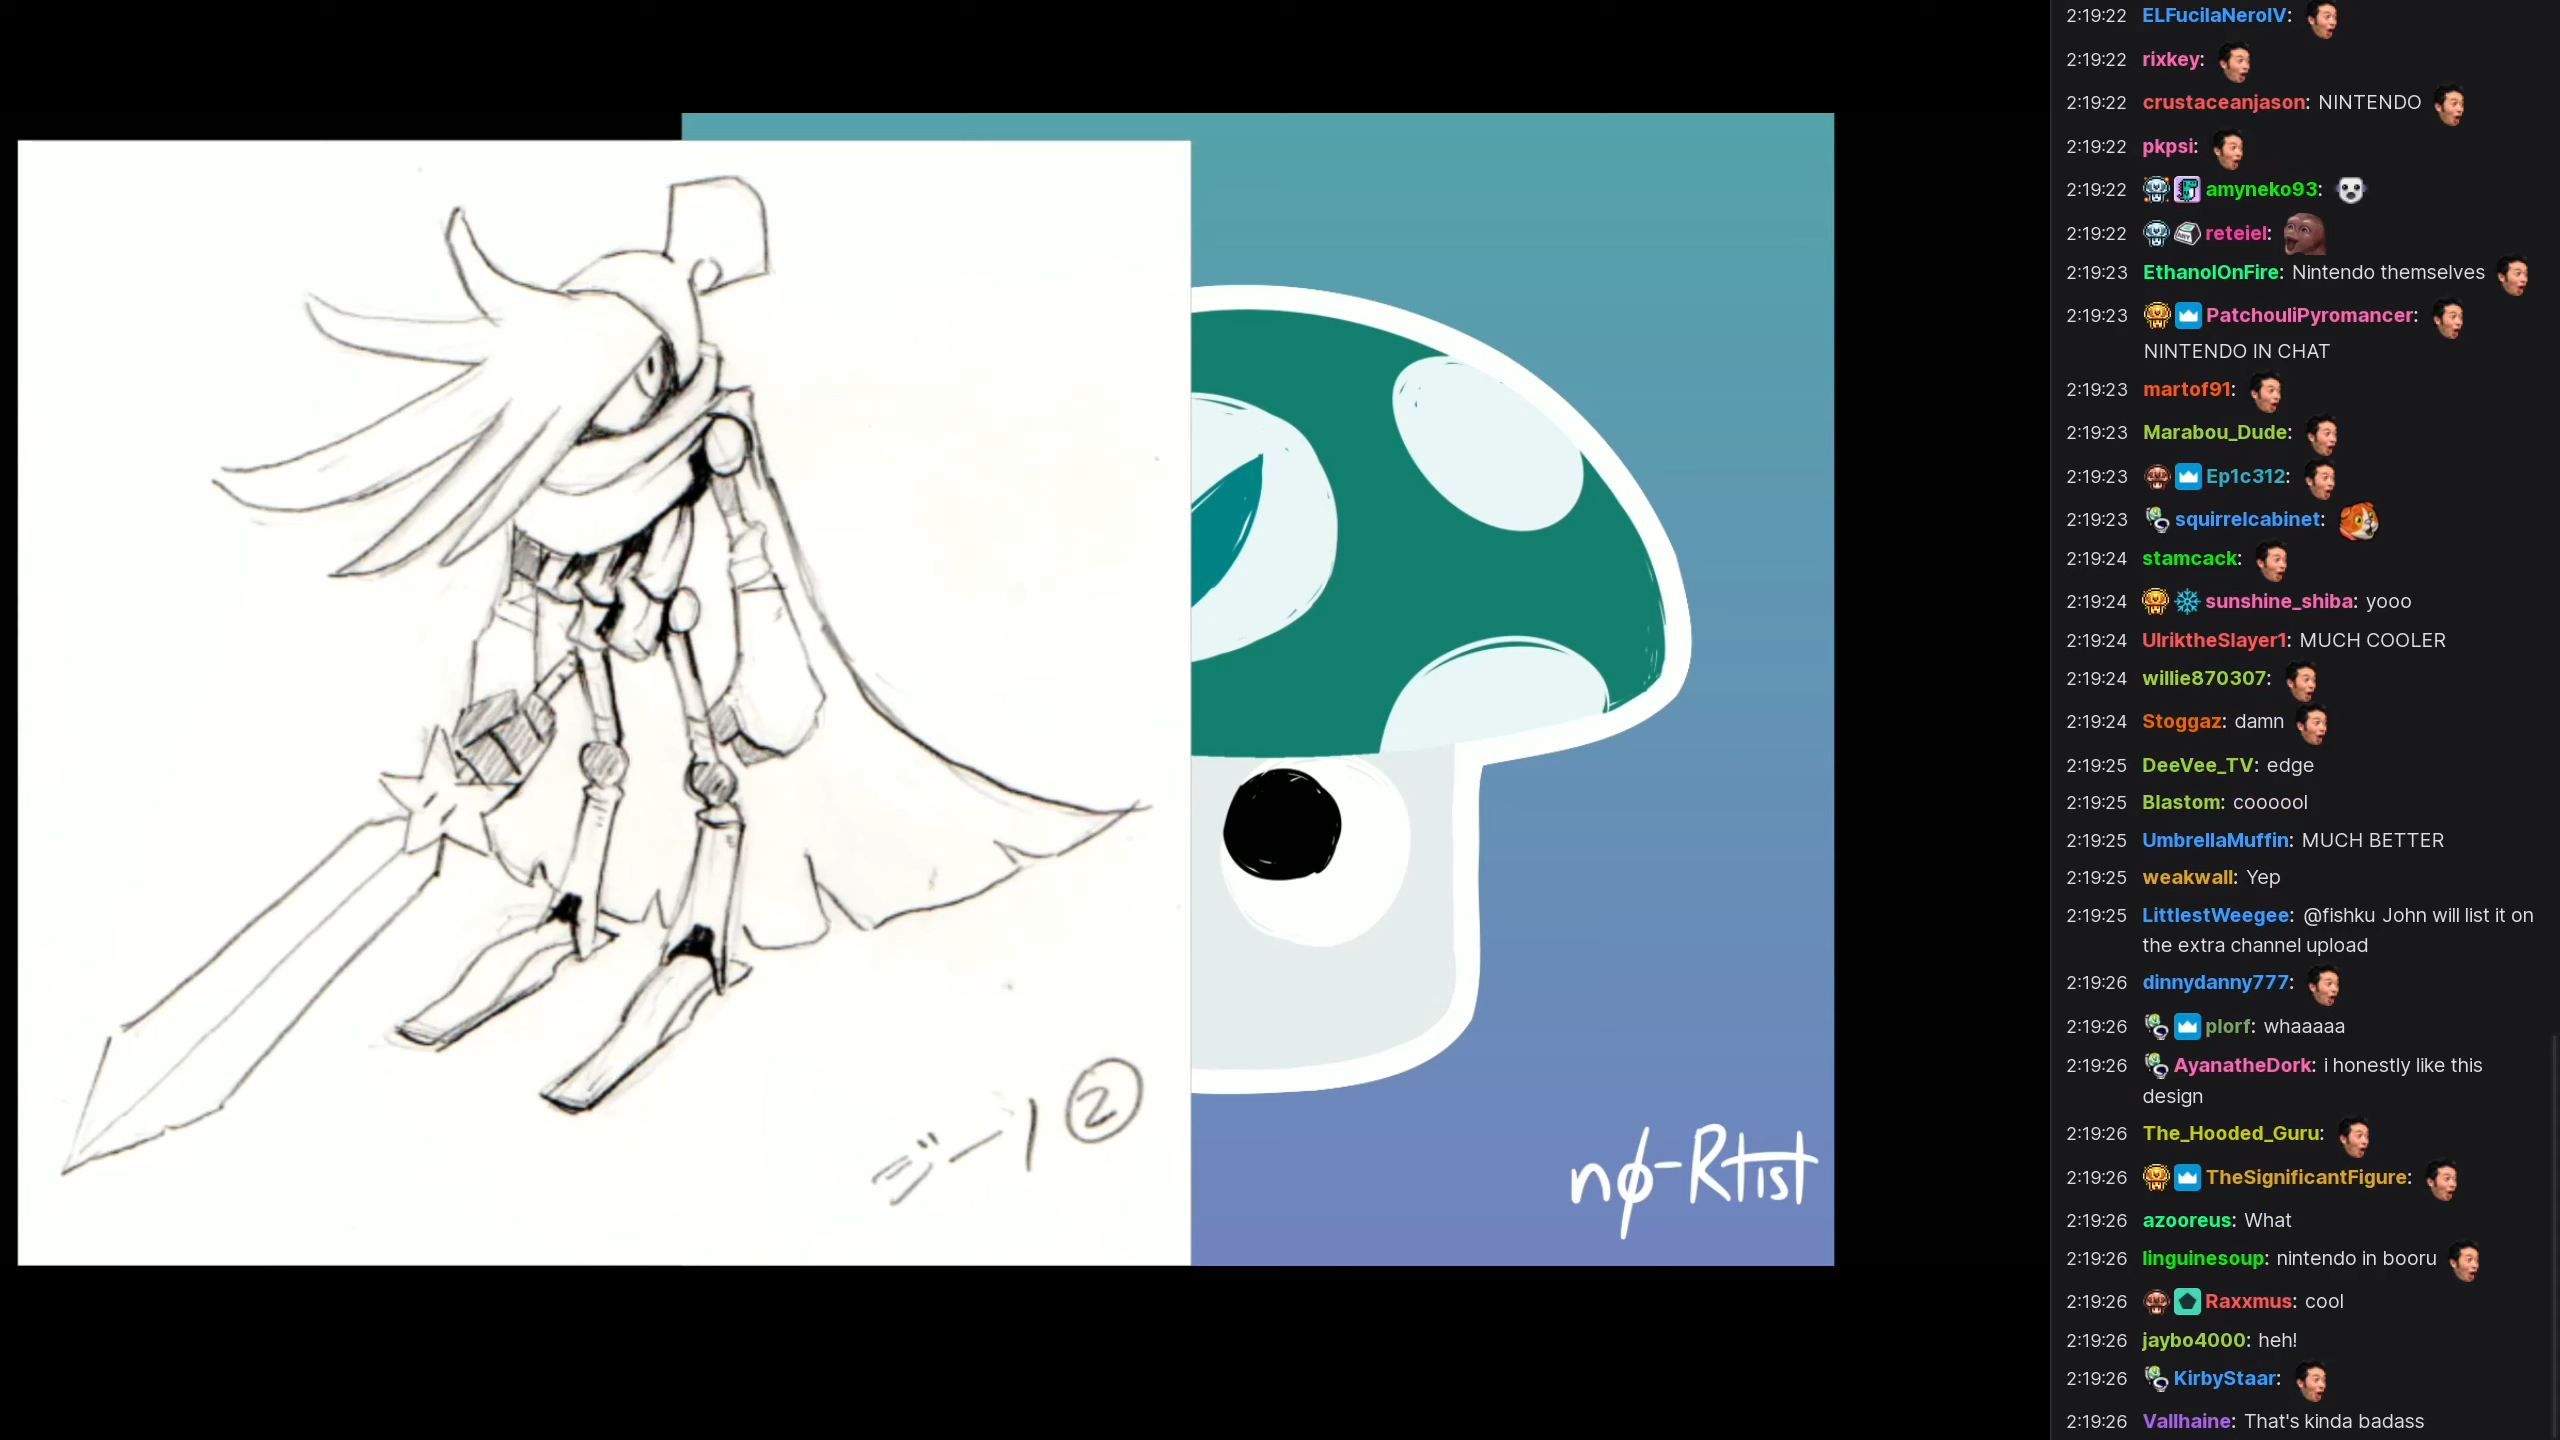 ジーノ ②
nø-Rtist
2:19:22 ELFucilaNeroIV:
2:19:22 rixkey:
2:19:22 crustaceanjason: NINTENDO
2:19:22 pkpsi:
2:19:22 amyneko93:
2:19:22 reteiel:
2:19:23 EthanolOnFire: Nintendo themselves
2:19:23 PatchouliPyromancer:
NINTENDO IN CHAT
2:19:23 martof91:
2:19:23 Marabou_Dude:
2:19:23 Ep1c312:
2:19:23 squirrelcabinet:
2:19:24 stamcack:
2:19:24 sunshine_shiba: yooo
2:19:24 UlriktheSlayer1: MUCH COOLER
2:19:24 willie870307:
2:19:24 Stoggaz: damn
2:19:25 DeeVee_TV: edge
2:19:25 Blastom: coooool
2:19:25 UmbrellaMuffin: MUCH BETTER
2:19:25 weakwall: Yep
2:19:25 LittlestWeegee: @fishku John will list it on
the extra channel upload
2:19:26 dinnydanny777:
2:19:26 plorf: whaaaaa
2:19:26 AyanatheDork: i honestly like this
design
2:19:26 The_Hooded_Guru:
2:19:26 TheSignificantFigure:
2:19:26 azooreus: What
2:19:26 linguinesoup: nintendo in booru
2:19:26 Raxxmus: cool
2:19:26 jaybo4000: heh!
2:19:26 KirbyStaar:
2:19:26 Vallhaine: That's kinda badass